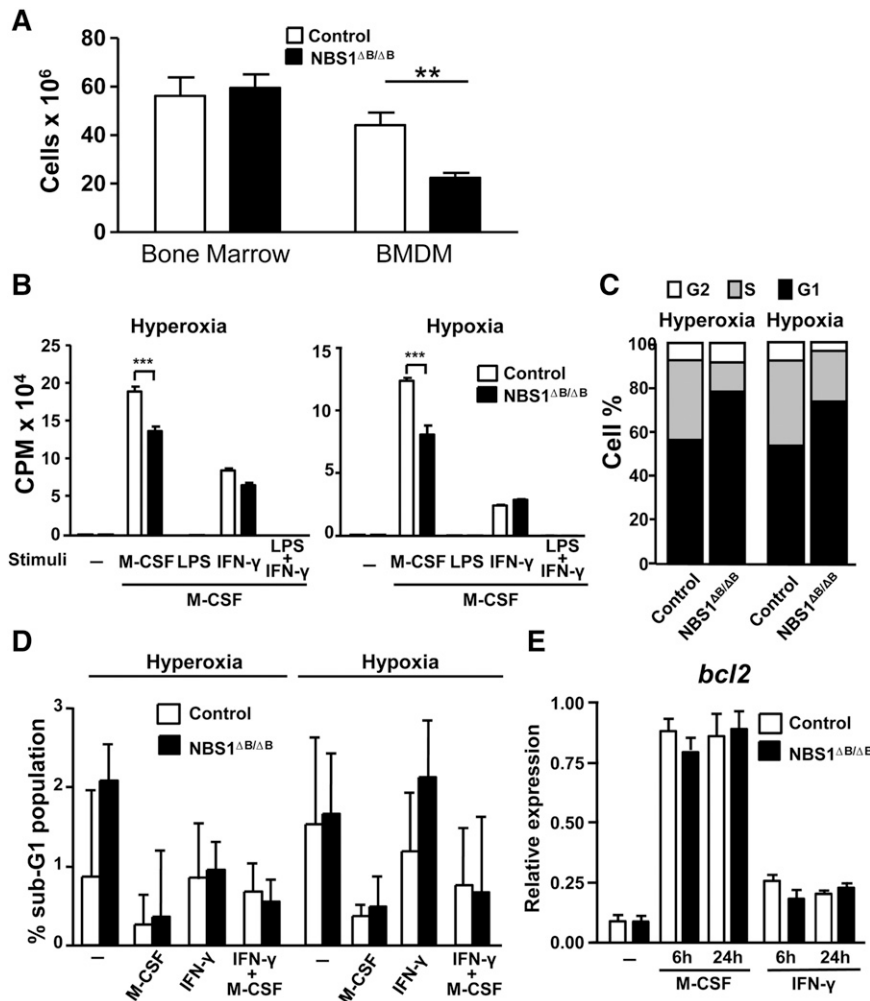 A
Cells x 10⁶
80
60
40
20
0
Control
NBS1ΔB/ΔB
**
Bone Marrow
BMDM
B
Hyperoxia
CPM x 10⁴
25
20
15
10
5
0
***
Stimuli
–
M-CSF
LPS
IFN-γ
LPS
+
IFN-γ
M-CSF
Hypoxia
15
10
5
0
***
Control
NBS1ΔB/ΔB
–
M-CSF
LPS
IFN-γ
LPS
+
IFN-γ
M-CSF
C
G2 S G1
Hyperoxia
Hypoxia
Cell %
100
80
60
40
20
0
Control
NBS1ΔB/ΔB
Control
NBS1ΔB/ΔB
D
Hyperoxia
Hypoxia
% sub-G1 population
3
2
1
0
Control
NBS1ΔB/ΔB
–
M-CSF
IFN-γ
IFN-γ
+
M-CSF
–
M-CSF
IFN-γ
IFN-γ
+
M-CSF
E
bcl2
Relative expression
1.00
0.75
0.50
0.25
0.00
Control
NBS1ΔB/ΔB
–
6h 24h
M-CSF
6h 24h
IFN-γ